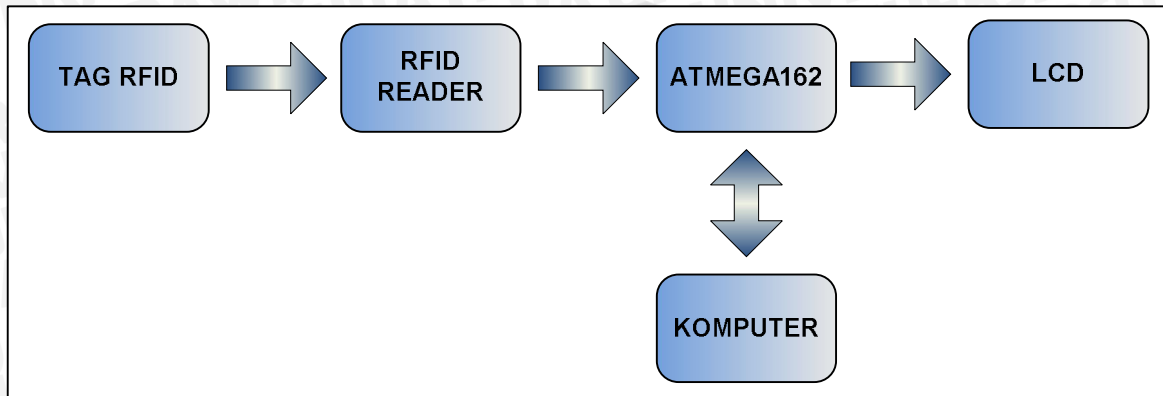 TAG RFID
RFID
READER
ATMEGA162
LCD
KOMPUTER